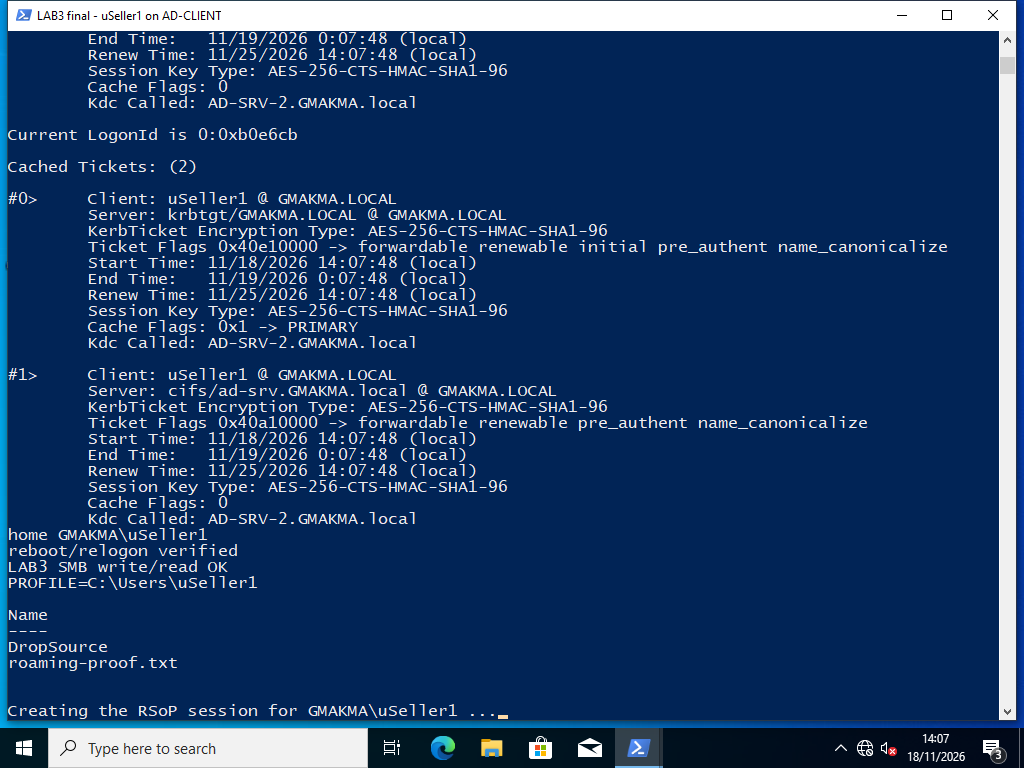 LAB3 final - uSeller1 on AD-CLIENT
End Time:   11/19/2026 0:07:48 (local)
Renew Time: 11/25/2026 14:07:48 (local)
Session Key Type: AES-256-CTS-HMAC-SHA1-96
Cache Flags: 0
Kdc Called: AD-SRV-2.GMAKMA.local
Current LogonId is 0:0xb0e6cb
Cached Tickets: (2)
#0>     Client: uSeller1 @ GMAKMA.LOCAL
Server: krbtgt/GMAKMA.LOCAL @ GMAKMA.LOCAL
KerbTicket Encryption Type: AES-256-CTS-HMAC-SHA1-96
Ticket Flags 0x40e10000 -> forwardable renewable initial pre_authent name_canonicalize
Start Time: 11/18/2026 14:07:48 (local)
End Time:   11/19/2026 0:07:48 (local)
Renew Time: 11/25/2026 14:07:48 (local)
Session Key Type: AES-256-CTS-HMAC-SHA1-96
Cache Flags: 0x1 -> PRIMARY
Kdc Called: AD-SRV-2.GMAKMA.local
#1>     Client: uSeller1 @ GMAKMA.LOCAL
Server: cifs/ad-srv.GMAKMA.local @ GMAKMA.LOCAL
KerbTicket Encryption Type: AES-256-CTS-HMAC-SHA1-96
Ticket Flags 0x40a10000 -> forwardable renewable pre_authent name_canonicalize
Start Time: 11/18/2026 14:07:48 (local)
End Time:   11/19/2026 0:07:48 (local)
Renew Time: 11/25/2026 14:07:48 (local)
Session Key Type: AES-256-CTS-HMAC-SHA1-96
Cache Flags: 0
Kdc Called: AD-SRV-2.GMAKMA.local
home GMAKMA\uSeller1
reboot/relogon verified
LAB3 SMB write/read OK
PROFILE=C:\Users\uSeller1
Name
----
DropSource
roaming-proof.txt
Creating the RSoP session for GMAKMA\uSeller1 ..._
Type here to search
14:07
18/11/2026
3